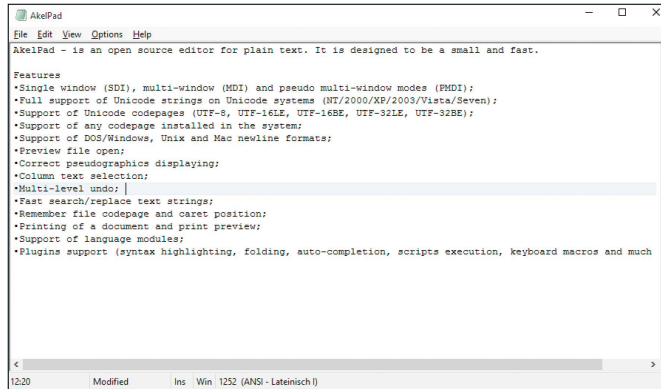 AkelPad
File Edit View Options Help
AkelPad - is an open source editor for plain text. It is designed to be a small and fast.
Features
•Single window (SDI), multi-window (MDI) and pseudo multi-window modes (PMDI);
•Full support of Unicode strings on Unicode systems (NT/2000/XP/2003/Vista/Seven);
•Support of Unicode codepages (UTF-8, UTF-16LE, UTF-16BE, UTF-32LE, UTF-32BE);
•Support of any codepage installed in the system;
•Support of DOS/Windows, Unix and Mac newline formats;
•Preview file open;
•Correct pseudographics displaying;
•Column text selection;
•Multi-level undo;
•Fast search/replace text strings;
•Remember file codepage and caret position;
•Printing of a document and print preview;
•Support of language modules;
•Plugins support (syntax highlighting, folding, auto-completion, scripts execution, keyboard macros and much
12:20 Modified Ins Win 1252 (ANSI - Lateinisch I)